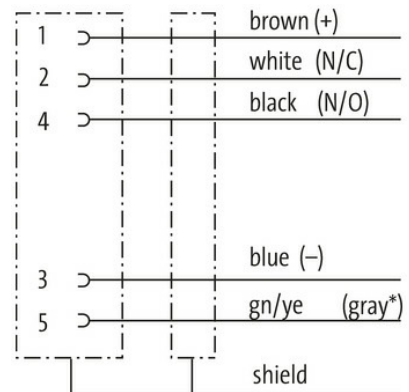 1 brown (+)
2 white (N/C)
4 black (N/O)
3 blue (–)
5 gn/ye (gray*)
shield